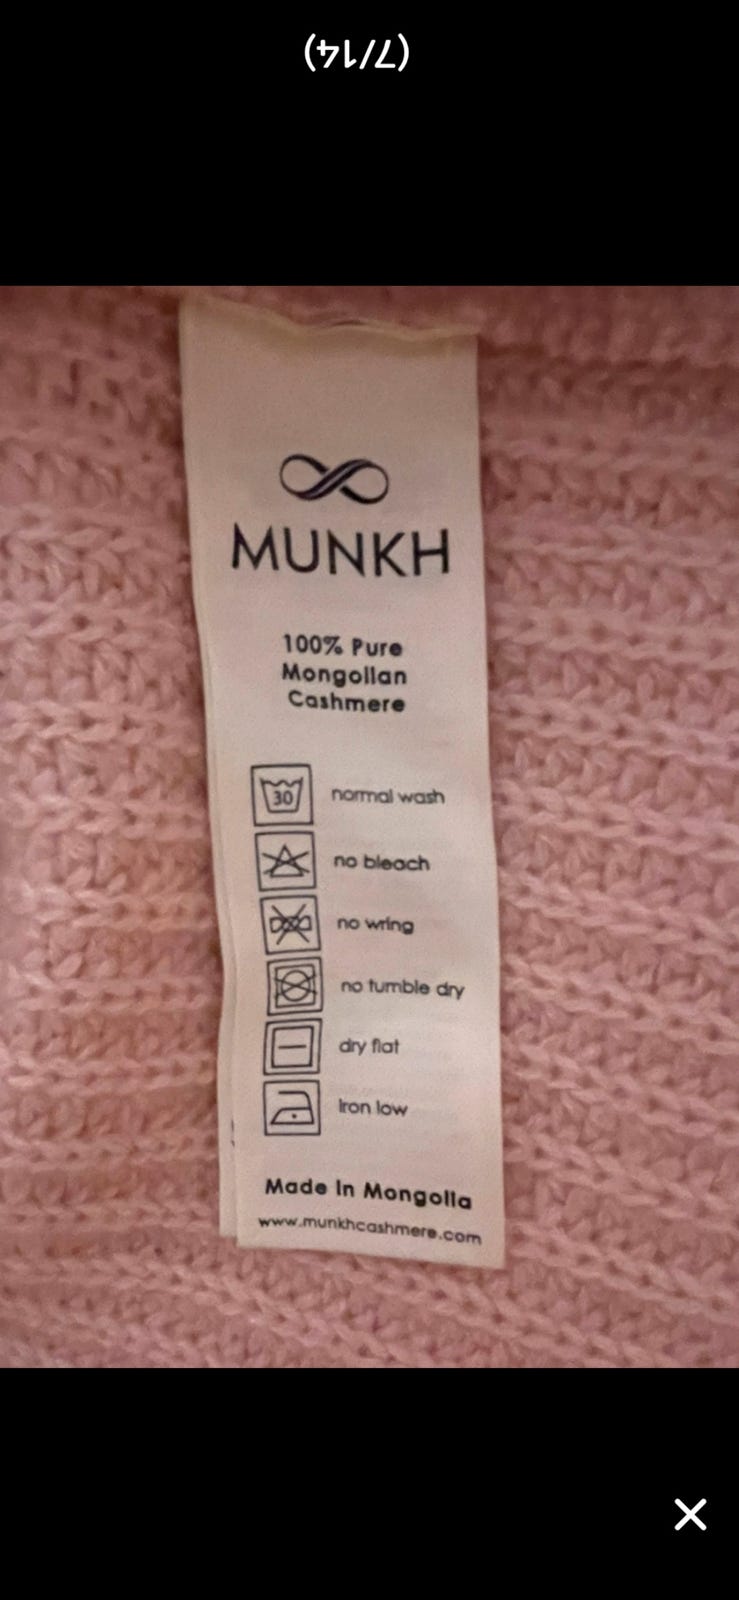 (7/14)
MUNKH
100% Pure
Mongolian
Cashmere
30 normal wash
no bleach
no wring
no tumble dry
dry flat
Iron low
Made In Mongolia
www.munkhcashmere.com